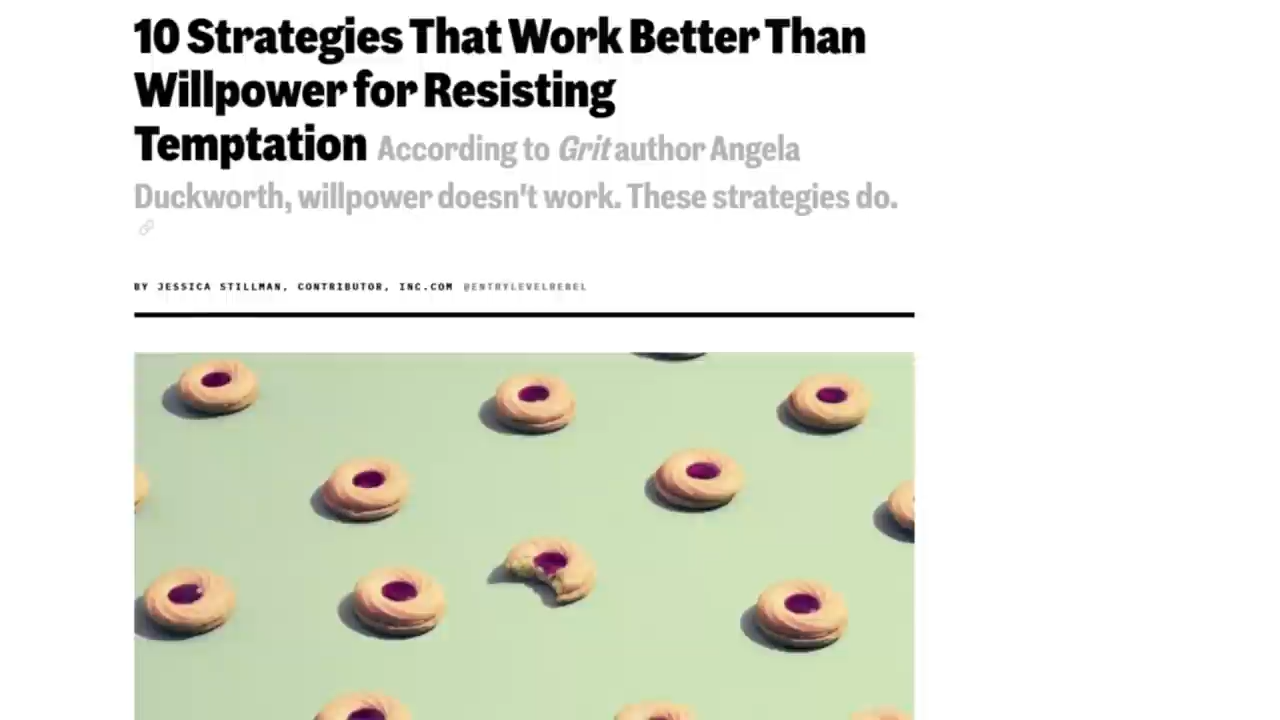 10 Strategies That Work Better Than
Willpower for Resisting
Temptation According to Grit author Angela
Duckworth, willpower doesn't work. These strategies do.
BY JESSICA STILLMAN, CONTRIBUTOR, INC.COM @ENTRYLEVELREBEL